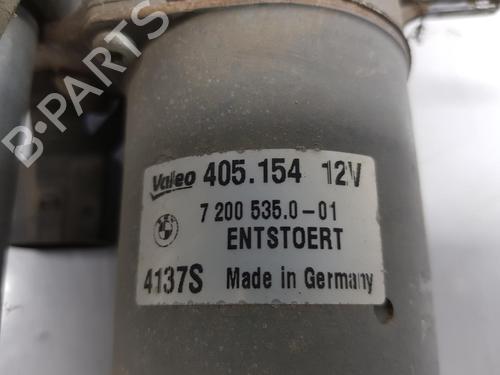 B-PARTS
Valeo 405.154 12V
7 200 535.0-01
ENTSTOERT
4137S Made in Germany